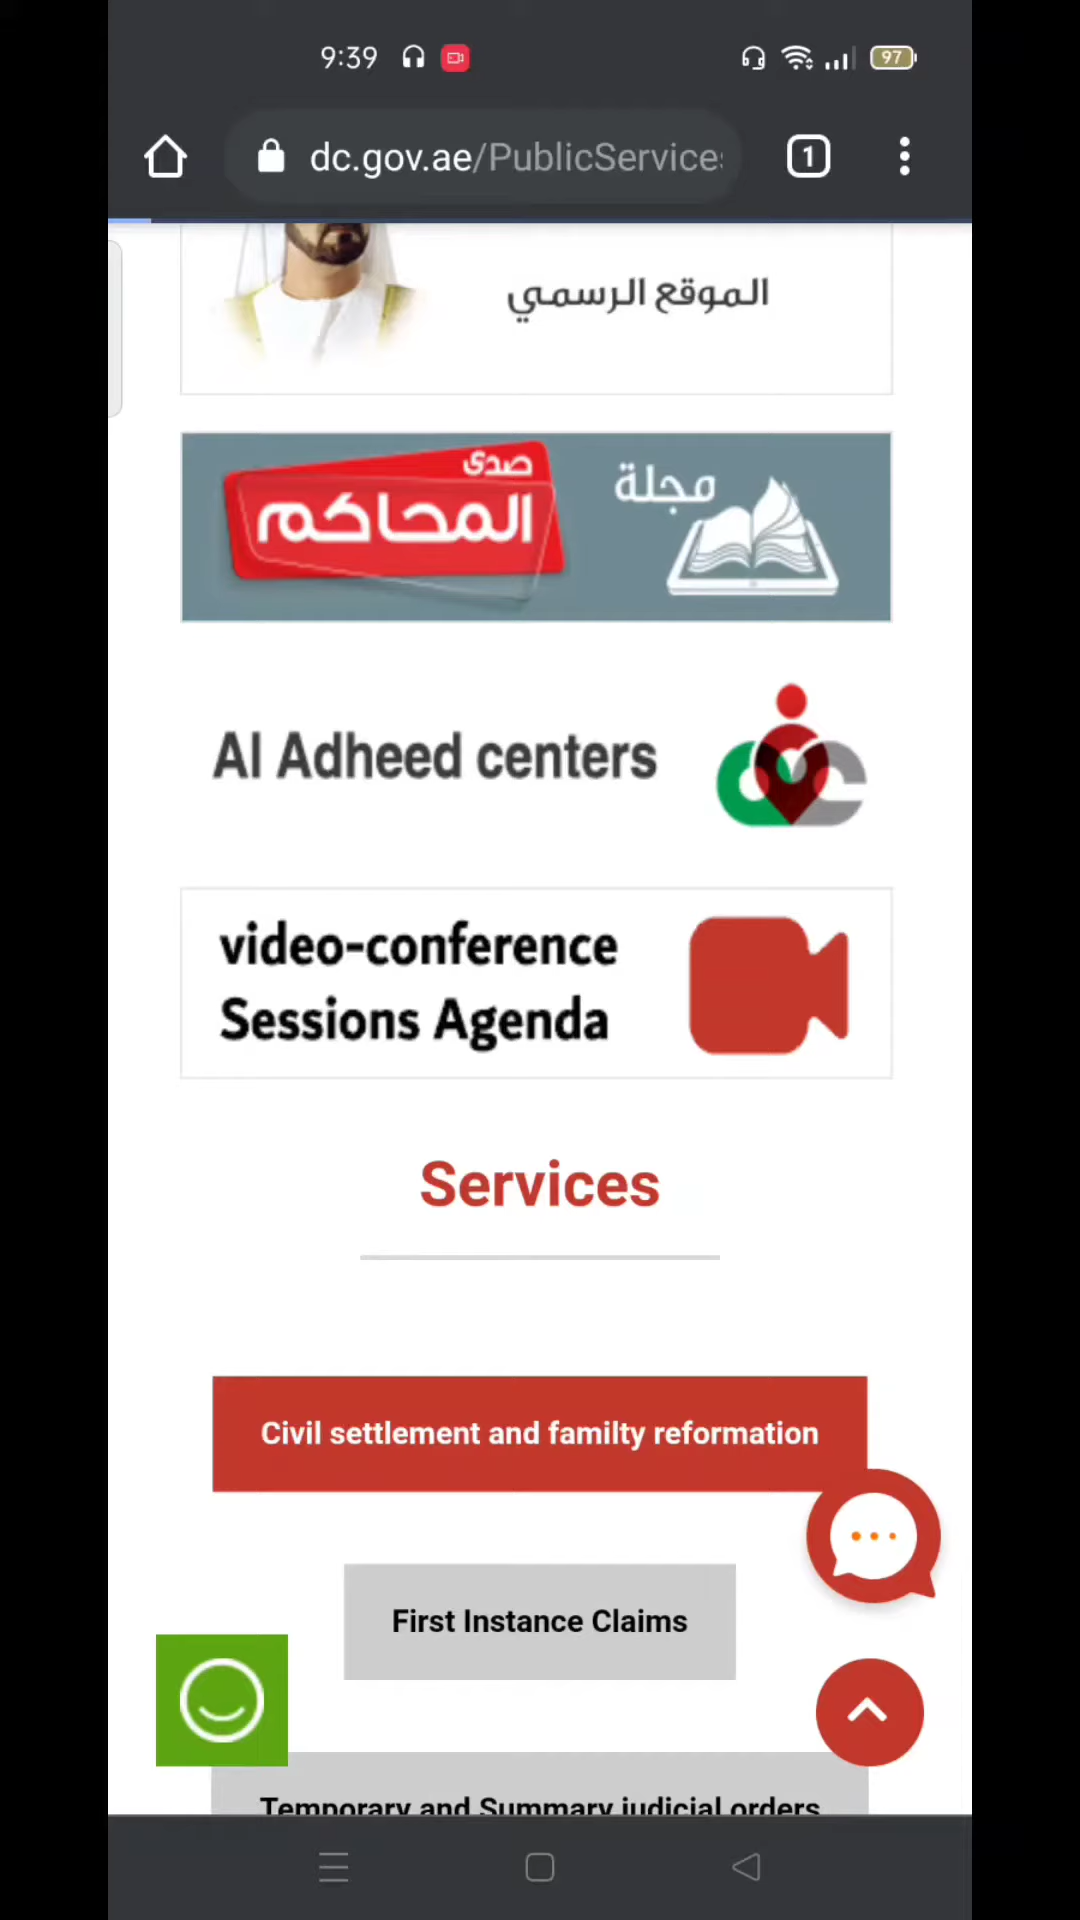 9:39
97
dc.gov.ae/PublicServices
1
الموقع الرسمي
مجلة
صدى
المحاكم
Al Adheed centers
video-conference
Sessions Agenda
Services
Civil settlement and familty reformation
First Instance Claims
Temporary and Summary judicial orders